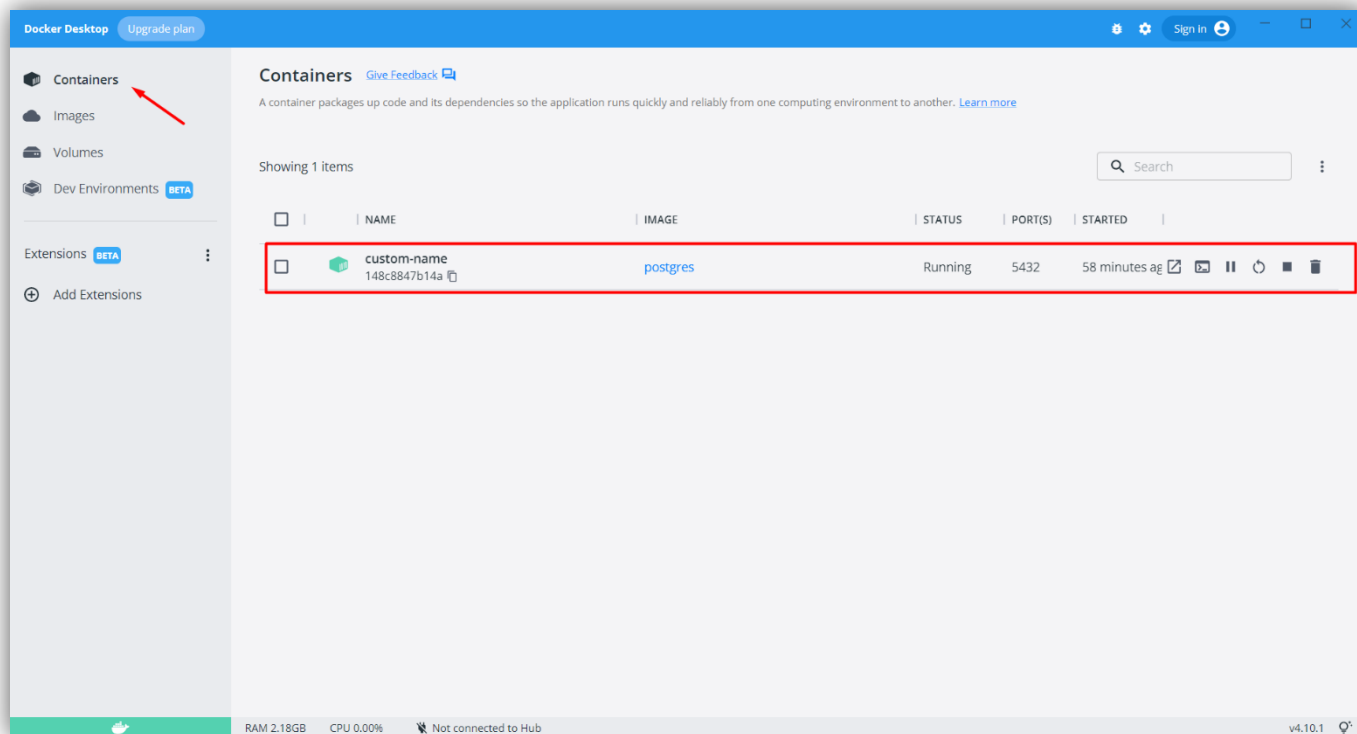 Docker Desktop Upgrade plan Sign in
Containers
Images
Volumes
Dev Environments BETA
Extensions BETA
Add Extensions
Containers Give Feedback
A container packages up code and its dependencies so the application runs quickly and reliably from one computing environment to another. Learn more
Showing 1 items Search
NAME IMAGE STATUS PORT(S) STARTED
custom-name
148c8847b14a
postgres Running 5432 58 minutes ag
RAM 2.18GB CPU 0.00% Not connected to Hub v4.10.1